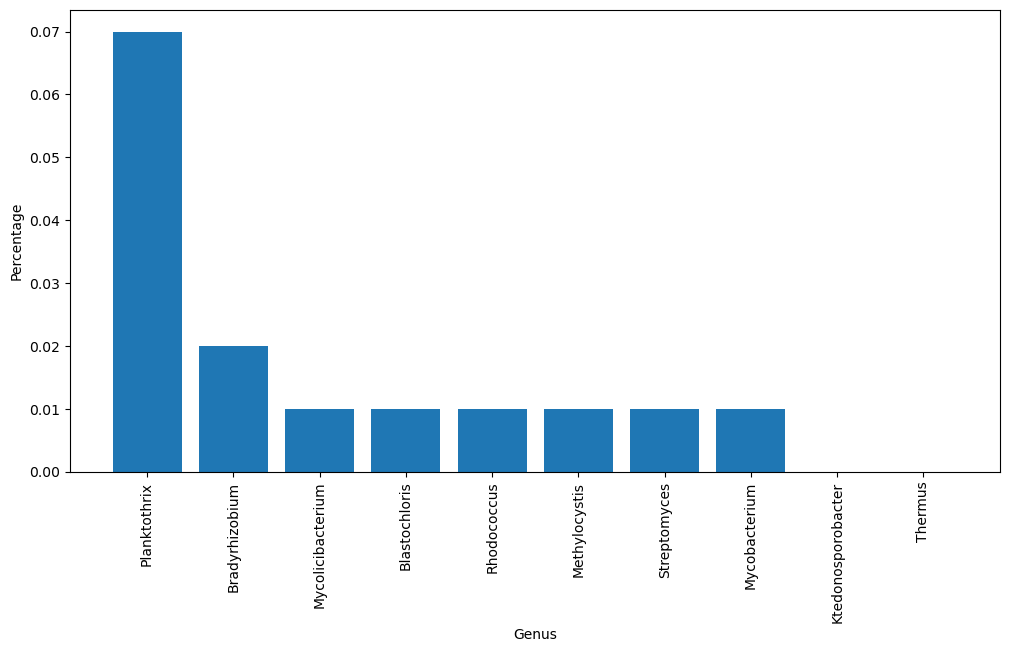 0.07
0.06
0.05
0.04
0.03
0.02
0.01
0.00
Percentage
Planktothrix
Bradyrhizobium
Mycolicibacterium
Blastochloris
Rhodococcus
Methylocystis
Streptomyces
Mycobacterium
Ktedonosporobacter
Thermus
Genus